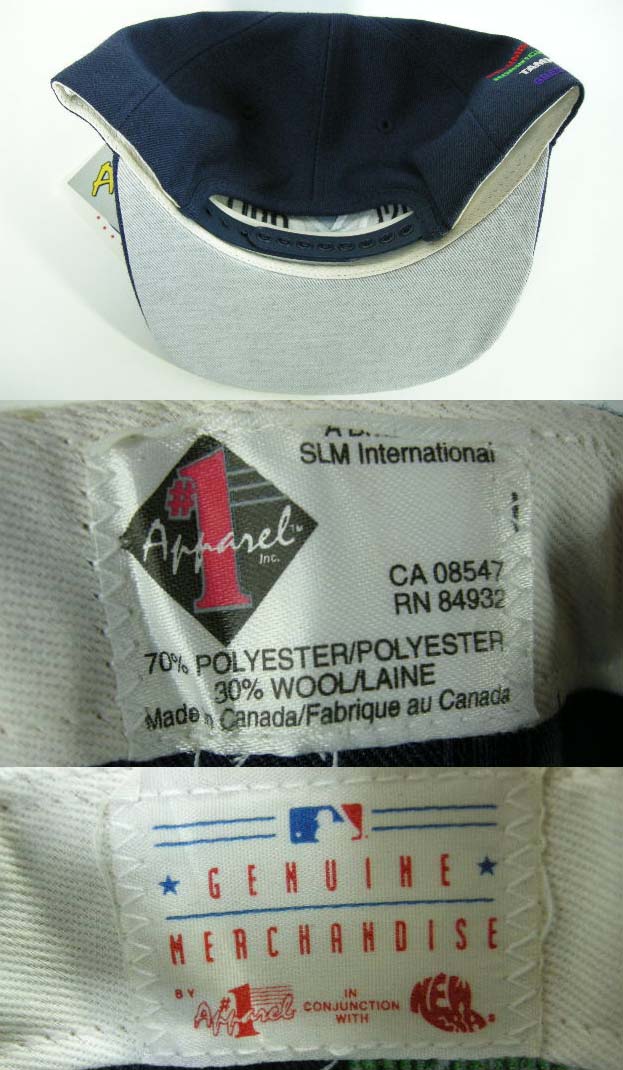 SLM International
#1
Apparel™
Inc.
CA 08547
RN 84932
70% POLYESTER/POLYESTER
30% WOOL/LAINE
Made in Canada/Fabrique au Canada
GENUINE
MERCHANDISE
BY #1 Apparel IN CONJUNCTION WITH NEW ERA